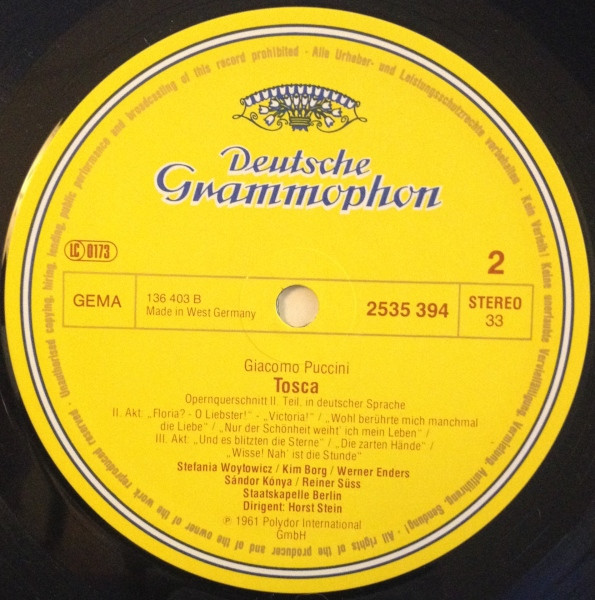 Deutsche
Grammophon
LC 0173
2
GEMA
136 403 B
Made in West Germany
2535 394
STEREO
33
Giacomo Puccini
Tosca
Opernquerschnitt II. Teil, in deutscher Sprache
II. Akt: „Floria? - O Liebster!" - „Victoria!" / „Wohl berührte mich manchmal
die Liebe" / „Nur der Schönheit weiht' ich mein Leben" /
III. Akt: „Und es blitzten die Sterne" / „Die zarten Hände" /
„Wisse! Nah' ist die Stunde"
Stefania Woytowicz / Kim Borg / Werner Enders
Sándor Kónya / Reiner Süss
Staatskapelle Berlin
Dirigent: Horst Stein
Ⓟ 1961 Polydor International
GmbH
Alle Urheber- und Leistungsschutzrechte vorbehalten · Kein Verleih! Keine unerlaubte Vervielfältigung, Vermietung, Aufführung, Sendung! · All rights of the producer and of the owner of the work reproduced reserved · Unauthorised copying, hiring, lending, public performance and broadcasting of this record prohibited ·